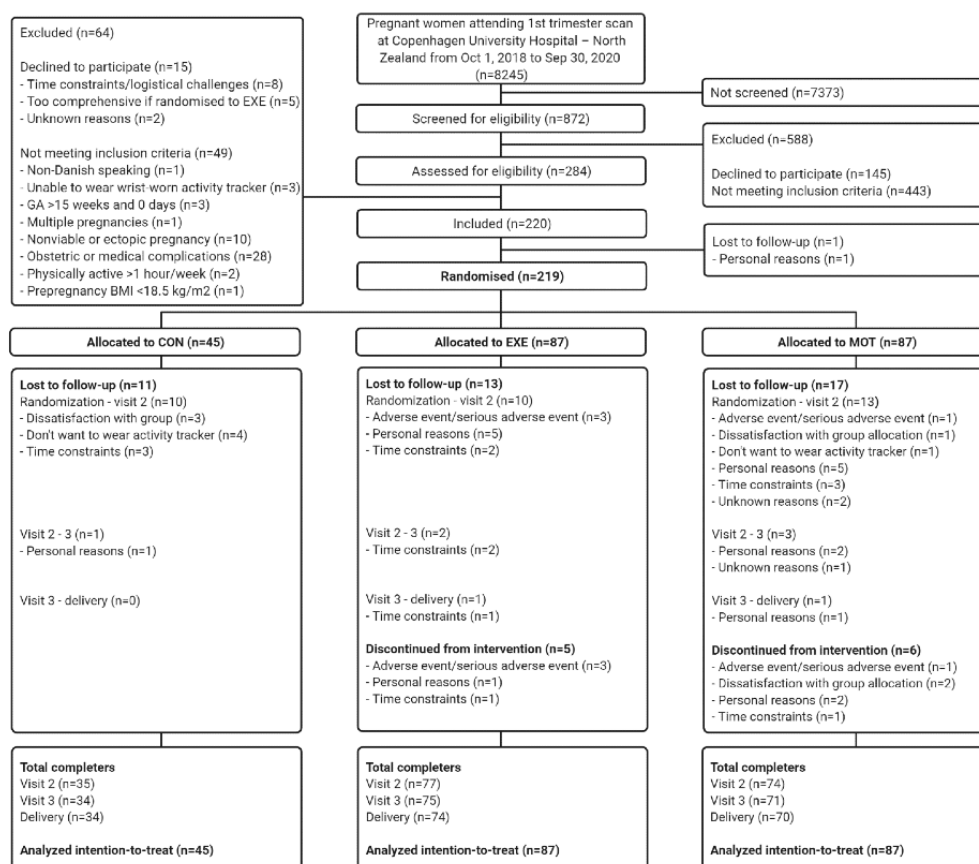 Pregnant women attending 1st trimester scan
at Copenhagen University Hospital – North
Zealand from Oct 1, 2018 to Sep 30, 2020
(n=8245)
Not screened (n=7373)
Screened for eligibility (n=872)
Excluded (n=588)
Declined to participate (n=145)
Not meeting inclusion criteria (n=443)
Assessed for eligibility (n=284)
Excluded (n=64)
Declined to participate (n=15)
- Time constraints/logistical challenges (n=8)
- Too comprehensive if randomised to EXE (n=5)
- Unknown reasons (n=2)
Not meeting inclusion criteria (n=49)
- Non-Danish speaking (n=1)
- Unable to wear wrist-worn activity tracker (n=3)
- GA >15 weeks and 0 days (n=3)
- Multiple pregnancies (n=1)
- Nonviable or ectopic pregnancy (n=10)
- Obstetric or medical complications (n=28)
- Physically active >1 hour/week (n=2)
- Prepregnancy BMI <18.5 kg/m2 (n=1)
Included (n=220)
Lost to follow-up (n=1)
- Personal reasons (n=1)
Randomised (n=219)
Allocated to CON (n=45)
Lost to follow-up (n=11)
Randomization - visit 2 (n=10)
- Dissatisfaction with group (n=3)
- Don't want to wear activity tracker (n=4)
- Time constraints (n=3)
Visit 2 - 3 (n=1)
- Personal reasons (n=1)
Visit 3 - delivery (n=0)
Total completers
Visit 2 (n=35)
Visit 3 (n=34)
Delivery (n=34)
Analyzed intention-to-treat (n=45)
Allocated to EXE (n=87)
Lost to follow-up (n=13)
Randomization - visit 2 (n=10)
- Adverse event/serious adverse event (n=3)
- Personal reasons (n=5)
- Time constraints (n=2)
Visit 2 - 3 (n=2)
- Time constraints (n=2)
Visit 3 - delivery (n=1)
- Time constraints (n=1)
Discontinued from intervention (n=5)
- Adverse event/serious adverse event (n=3)
- Personal reasons (n=1)
- Time constraints (n=1)
Total completers
Visit 2 (n=77)
Visit 3 (n=75)
Delivery (n=74)
Analyzed intention-to-treat (n=87)
Allocated to MOT (n=87)
Lost to follow-up (n=17)
Randomization - visit 2 (n=13)
- Adverse event/serious adverse event (n=1)
- Dissatisfaction with group allocation (n=1)
- Don't want to wear activity tracker (n=1)
- Personal reasons (n=5)
- Time constraints (n=3)
- Unknown reasons (n=2)
Visit 2 - 3 (n=3)
- Personal reasons (n=2)
- Unknown reasons (n=1)
Visit 3 - delivery (n=1)
- Personal reasons (n=1)
Discontinued from intervention (n=6)
- Adverse event/serious adverse event (n=1)
- Dissatisfaction with group allocation (n=2)
- Personal reasons (n=2)
- Time constraints (n=1)
Total completers
Visit 2 (n=74)
Visit 3 (n=71)
Delivery (n=70)
Analyzed intention-to-treat (n=87)